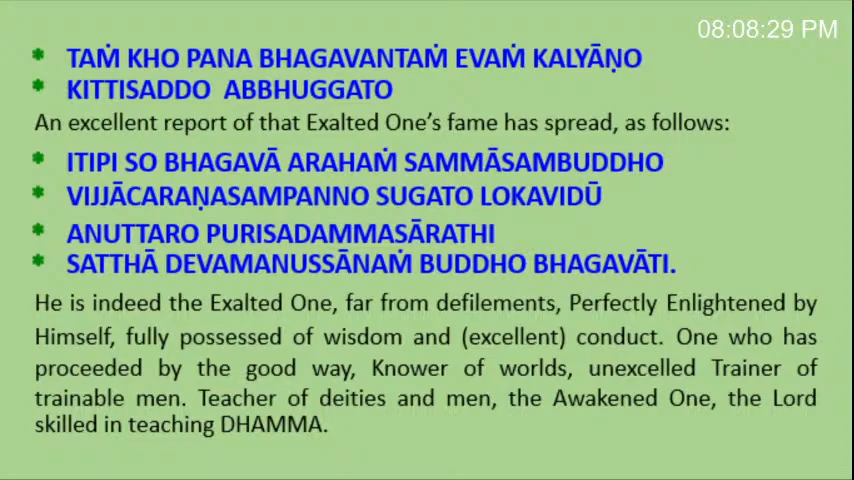 08:08:29 PM
* TAṀ KHO PANA BHAGAVANTAṀ EVAṀ KALYĀṆO
* KITTISADDO ABBHUGGATO
An excellent report of that Exalted One’s fame has spread, as follows:
* ITIPI SO BHAGAVĀ ARAHAṀ SAMMĀSAMBUDDHO
* VIJJĀCARAṆASAMPANNO SUGATO LOKAVIDŪ
* ANUTTARO PURISADAMMASĀRATHI
* SATTHĀ DEVAMANUSSĀNAṀ BUDDHO BHAGAVĀTI.
He is indeed the Exalted One, far from defilements, Perfectly Enlightened by
Himself, fully possessed of wisdom and (excellent) conduct. One who has
proceeded by the good way, Knower of worlds, unexcelled Trainer of
trainable men. Teacher of deities and men, the Awakened One, the Lord
skilled in teaching DHAMMA.